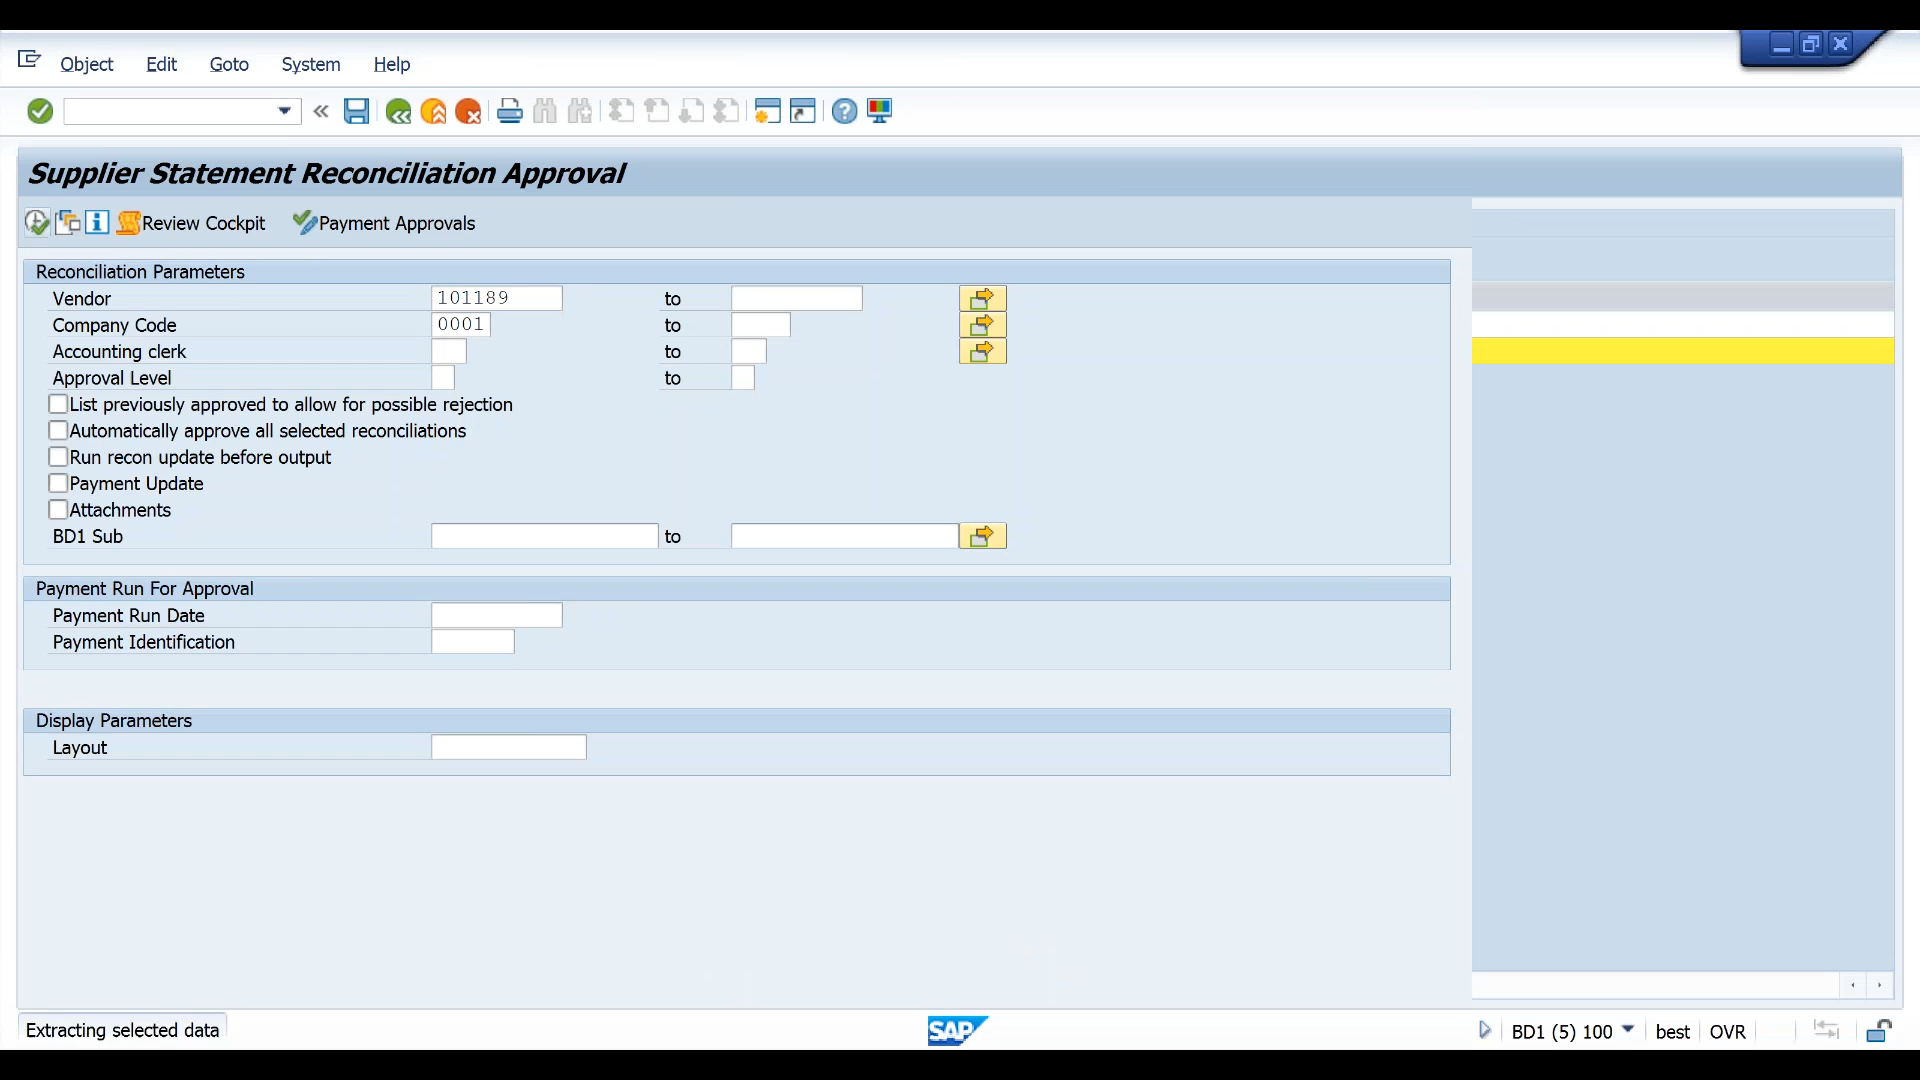 Object Edit Goto System Help
Supplier Statement Reconciliation Approval
Review Cockpit Payment Approvals
Reconciliation Parameters
Vendor 101189 to
Company Code 0001 to
Accounting clerk to
Approval Level to
List previously approved to allow for possible rejection
Automatically approve all selected reconciliations
Run recon update before output
Payment Update
Attachments
BD1 Sub to
Payment Run For Approval
Payment Run Date
Payment Identification
Display Parameters
Layout
Extracting selected data SAP BD1 (5) 100 best OVR